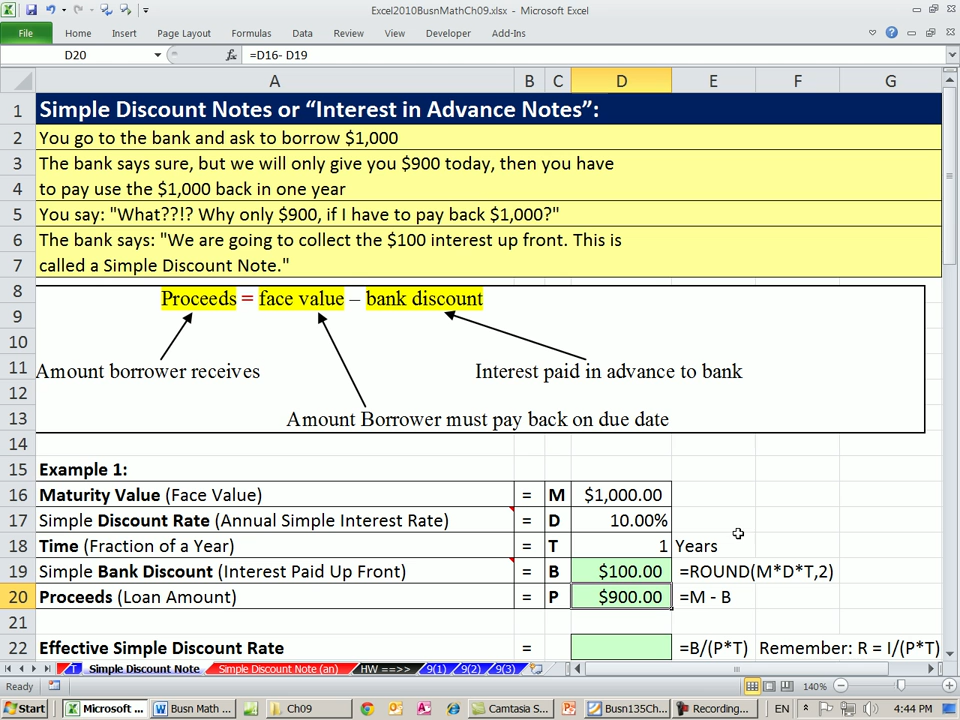 Excel2010BusnMathCh09.xlsx - Microsoft Excel
File Home Insert Page Layout Formulas Data Review View Developer Add-Ins
D20 fx =D16- D19
A B C D E F G
1 Simple Discount Notes or “Interest in Advance Notes”:
2 You go to the bank and ask to borrow $1,000
3 The bank says sure, but we will only give you $900 today, then you have
4 to pay use the $1,000 back in one year
5 You say: "What??!? Why only $900, if I have to pay back $1,000?"
6 The bank says: "We are going to collect the $100 interest up front. This is
7 called a Simple Discount Note."
8 Proceeds = face value – bank discount
9
10
11 Amount borrower receives Interest paid in advance to bank
12
13 Amount Borrower must pay back on due date
14
15 Example 1:
16 Maturity Value (Face Value) = M $1,000.00
17 Simple Discount Rate (Annual Simple Interest Rate) = D 10.00%
18 Time (Fraction of a Year) = T 1 Years
19 Simple Bank Discount (Interest Paid Up Front) = B $100.00 =ROUND(M*D*T,2)
20 Proceeds (Loan Amount) = P $900.00 =M - B
21
22 Effective Simple Discount Rate = =B/(P*T) Remember: R = I/(P*T)
T Simple Discount Note Simple Discount Note (an) HW ==>> 9(1) 9(2) 9(3)
Ready 140%
Start Microsoft ... Busn Math ... Ch09 Camtasia S... Busn135Ch... Recording... EN 4:44 PM